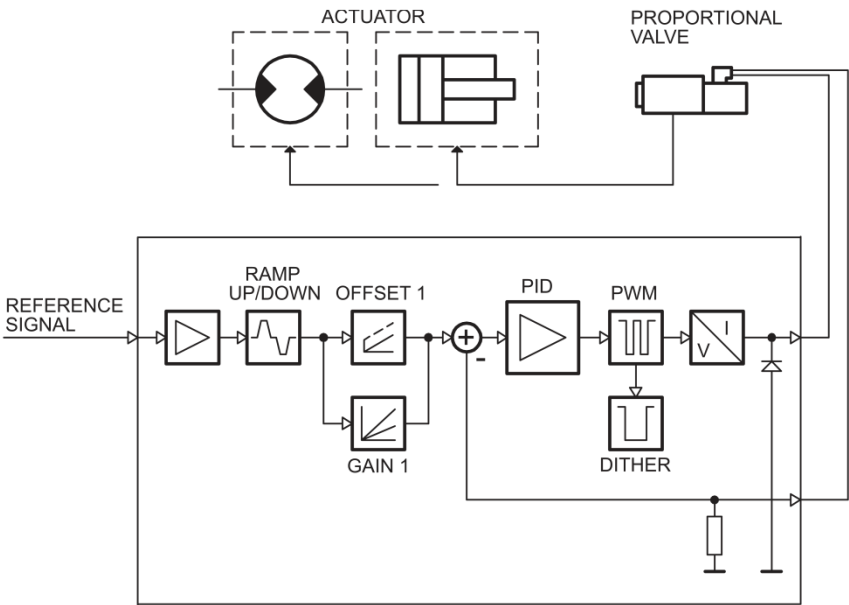 ACTUATOR
PROPORTIONAL
VALVE
REFERENCE
SIGNAL
RAMP
UP/DOWN
OFFSET 1
GAIN 1
+
-
PID
PWM
DITHER
I
V